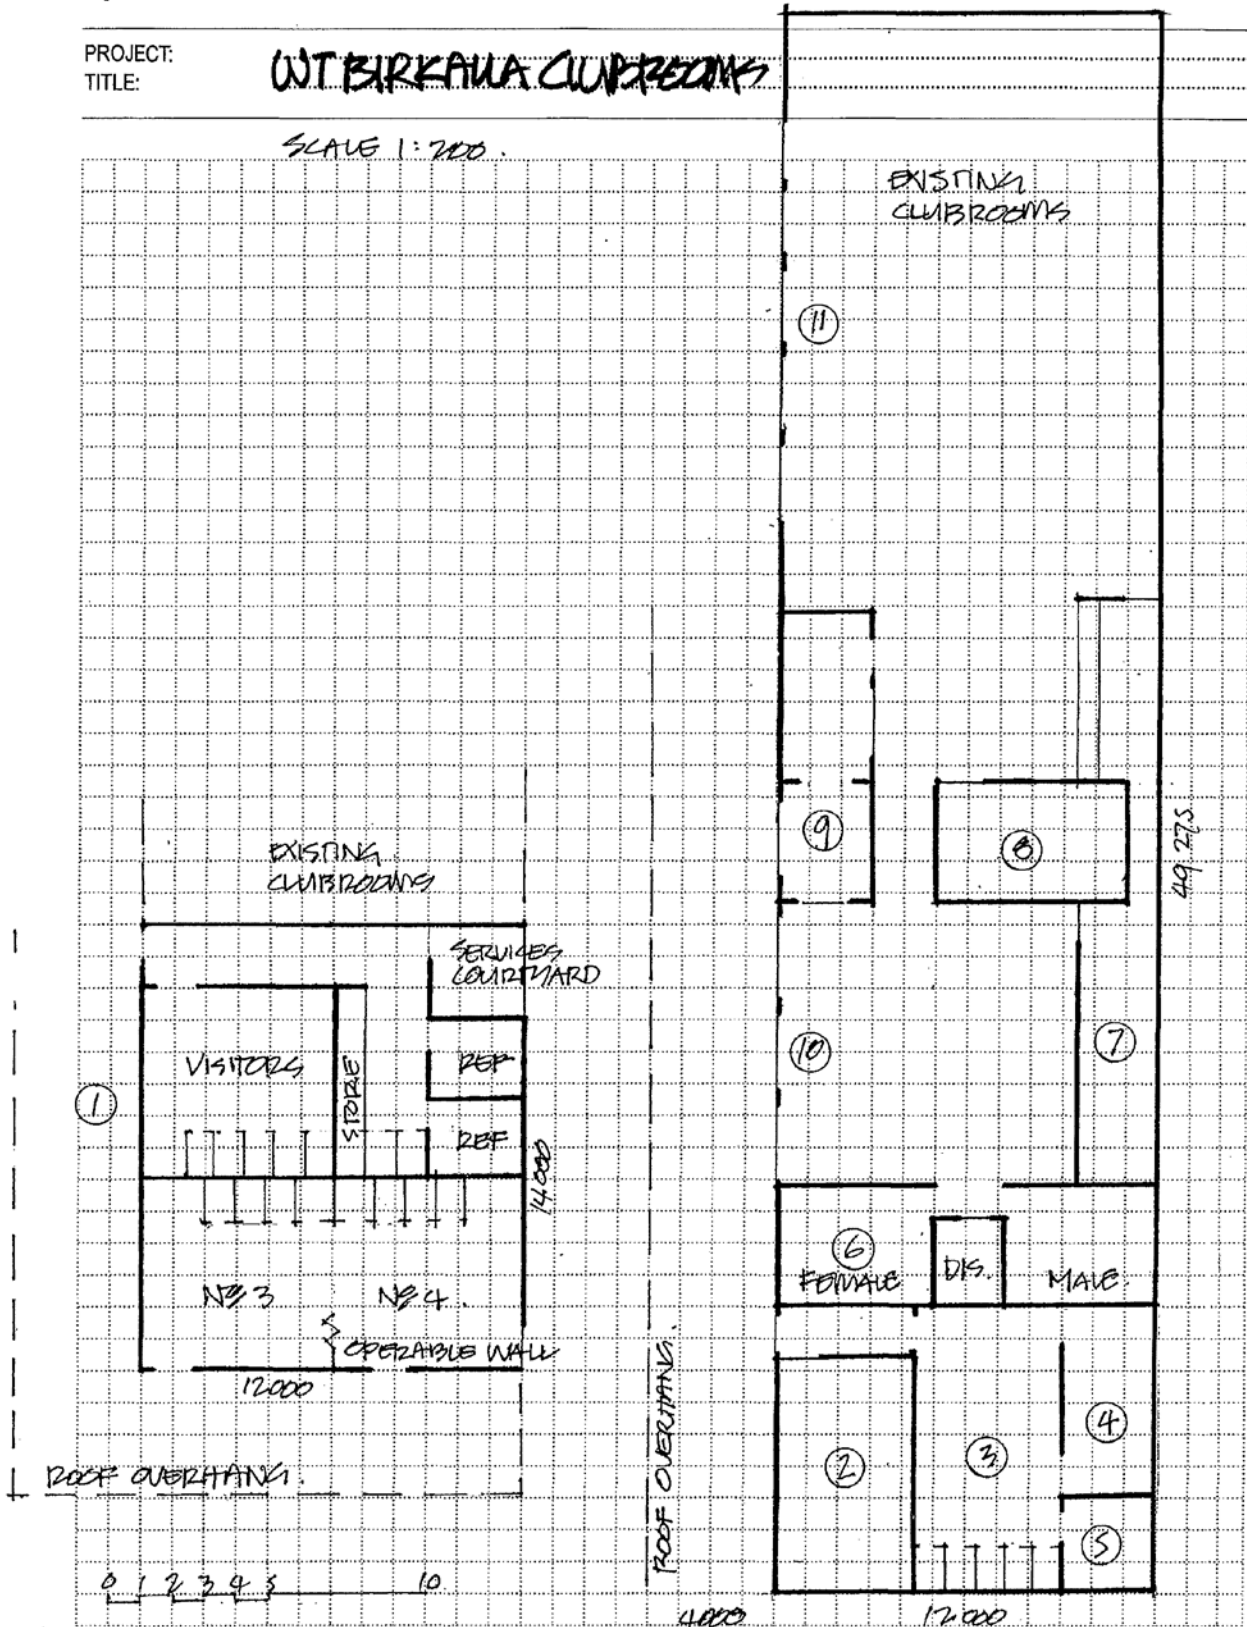 PROJECT:
TITLE:
WT BIRKALLA CLUBROOMS
SCALE 1:200.
EXISTING
CLUBROOMS
11
9
8
49 275
EXISTING
CLUBROOMS
SERVICES
COURTYARD
10
7
VISITORS
STORE
REF
1
REF
14000
6
FEMALE
DIS.
MALE.
No 3
No 4.
OPERABLE WALL
12000
ROOF OVERHANG.
4
3
2
ROOF OVERHANG.
5
0 1 2 3 4 5 10
4000
12000